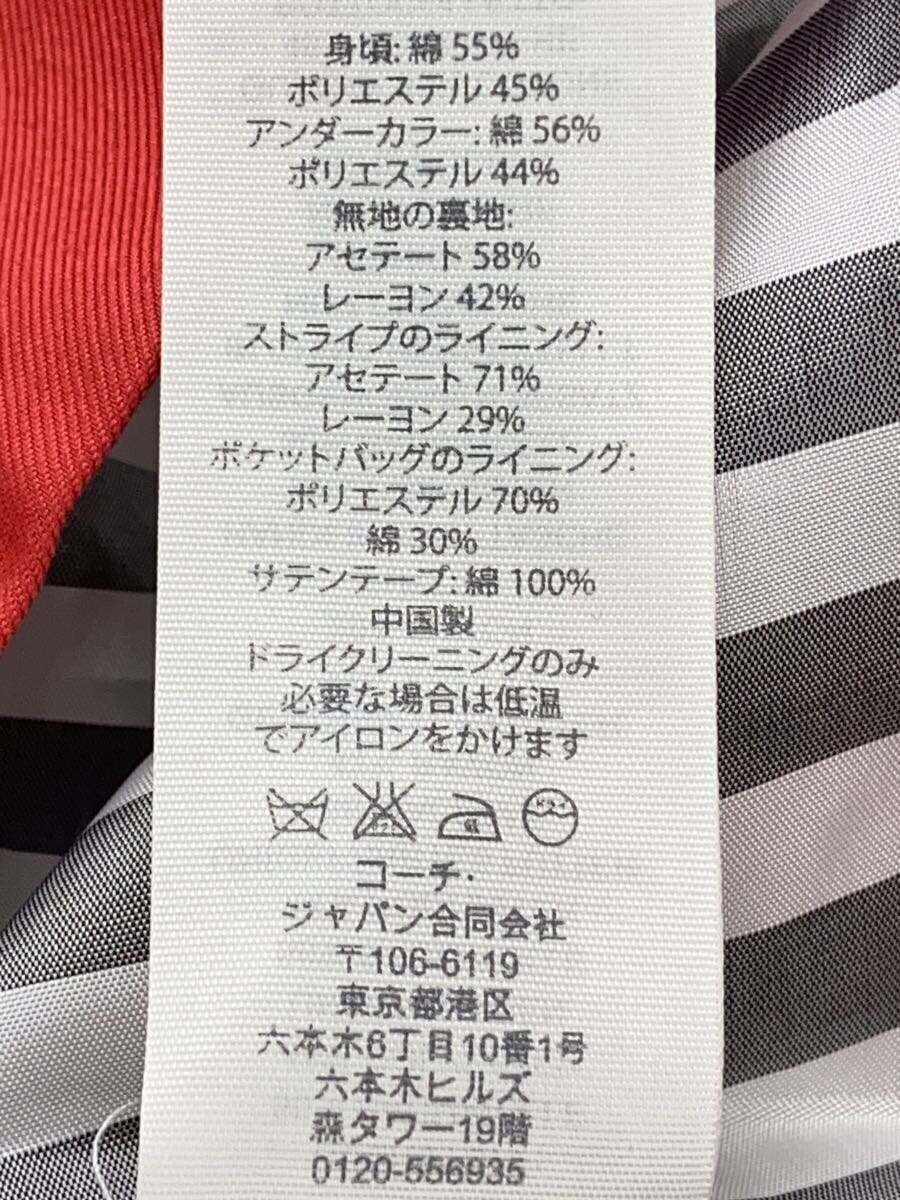 身頃: 綿 55%
ポリエステル 45%
アンダーカラー: 綿 56%
ポリエステル 44%
無地の裏地:
アセテート 58%
レーヨン 42%
ストライプのライニング:
アセテート 71%
レーヨン 29%
ポケットバッグのライニング:
ポリエステル 70%
綿 30%
サテンテープ: 綿 100%
中国製
ドライクリーニングのみ
必要な場合は低温
でアイロンをかけます
低 ドライ
コーチ・
ジャパン合同会社
〒106-6119
東京都港区
六本木6丁目10番1号
六本木ヒルズ
森タワー19階
0120-556935